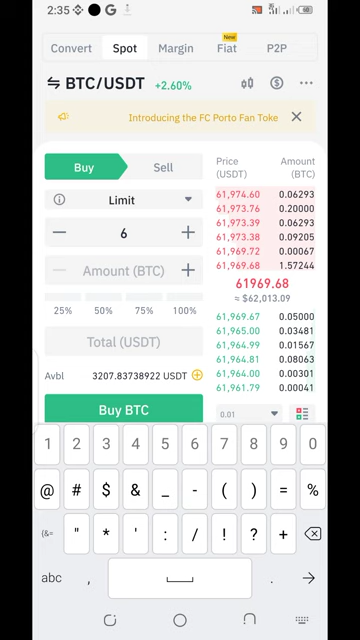 2:35 G
Convert Spot Margin New Fiat P2P
BTC/USDT +2.60%
Introducing the FC Porto Fan Toke
Buy Sell
Limit
6
Amount (BTC)
25% 50% 75% 100%
Total (USDT)
Avbl 3207.83738922 USDT
Buy BTC
Price (USDT) Amount (BTC)
61,974.60 0.06293
61,973.76 0.20000
61,973.39 0.06293
61,973.38 0.09205
61,969.72 0.00067
61,969.68 1.57244
61969.68
≈ $62,013.09
61,969.67 0.05000
61,965.00 0.03481
61,964.99 0.01567
61,964.81 0.08063
61,964.00 0.00301
61,961.79 0.00041
0.01
1 2 3 4 5 6 7 8 9 0
@ # $ & _ - ( ) = %
{&= " * ' : / ! ? +
abc , .